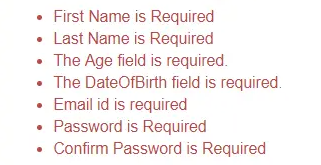 First Name is Required
Last Name is Required
The Age field is required.
The DateOfBirth field is required.
Email id is required
Password is Required
Confirm Password is Required